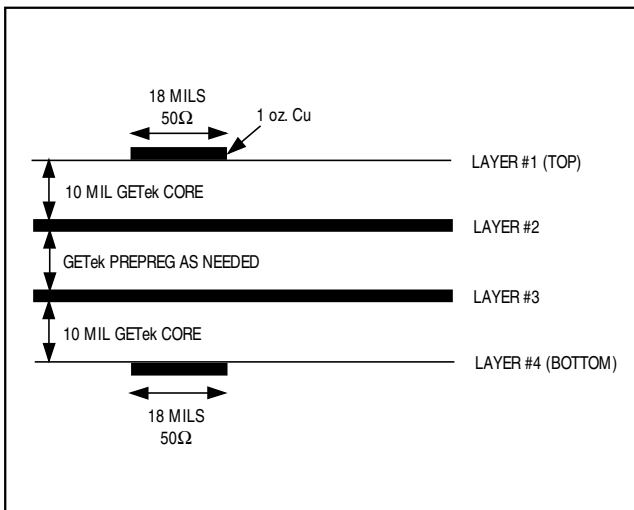 18 MILS
50Ω
1 oz. Cu
LAYER #1 (TOP)
10 MIL GETek CORE
LAYER #2
GETek PREPREG AS NEEDED
LAYER #3
10 MIL GETek CORE
LAYER #4 (BOTTOM)
18 MILS
50Ω